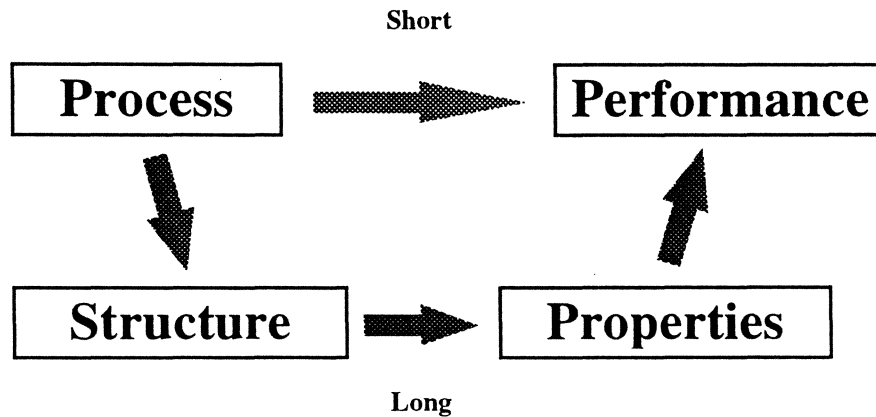 Short
Process
Performance
Structure
Properties
Long